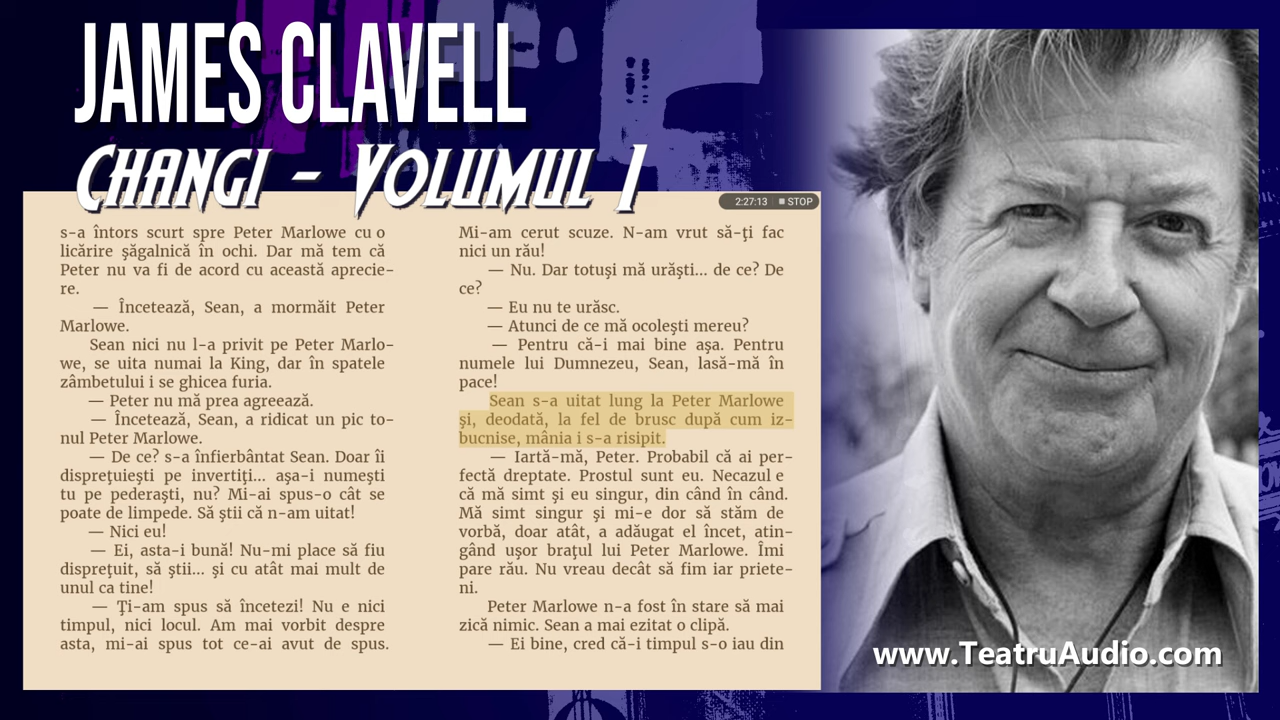 JAMES CLAVELL
CHANGI - VOLUMUL I
2:27:13 STOP
s-a întors scurt spre Peter Marlowe cu o
licărire şăgalnică în ochi. Dar mă tem că
Peter nu va fi de acord cu această aprecie-
re.
— Încetează, Sean, a mormăit Peter
Marlowe.
Sean nici nu l-a privit pe Peter Marlo-
we, se uita numai la King, dar în spatele
zâmbetului i se ghicea furia.
— Peter nu mă prea agreează.
— Încetează, Sean, a ridicat un pic to-
nul Peter Marlowe.
— De ce? s-a înfierbântat Sean. Doar îi
dispreţuieşti pe invertiţi... aşa-i numeşti
tu pe pederaşti, nu? Mi-ai spus-o cât se
poate de limpede. Să ştii că n-am uitat!
— Nici eu!
— Ei, asta-i bună! Nu-mi place să fiu
dispreţuit, să ştii... şi cu atât mai mult de
unul ca tine!
— Ţi-am spus să încetezi! Nu e nici
timpul, nici locul. Am mai vorbit despre
asta, mi-ai spus tot ce-ai avut de spus.
Mi-am cerut scuze. N-am vrut să-ţi fac
nici un rău!
— Nu. Dar totuşi mă urăşti... de ce? De
ce?
— Eu nu te urăsc.
— Atunci de ce mă ocoleşti mereu?
— Pentru că-i mai bine aşa. Pentru
numele lui Dumnezeu, Sean, lasă-mă în
pace!
Sean s-a uitat lung la Peter Marlowe
şi, deodată, la fel de brusc după cum iz-
bucnise, mânia i s-a risipit.
— Iartă-mă, Peter. Probabil că ai per-
fectă dreptate. Prostul sunt eu. Necazul e
că mă simt şi eu singur, din când în când.
Mă simt singur şi mi-e dor să stăm de
vorbă, doar atât, a adăugat el încet, atin-
gând uşor braţul lui Peter Marlowe. Îmi
pare rău. Nu vreau decât să fim iar priete-
ni.
Peter Marlowe n-a fost în stare să mai
zică nimic. Sean a mai ezitat o clipă.
— Ei bine, cred că-i timpul s-o iau din
www.TeatruAudio.com